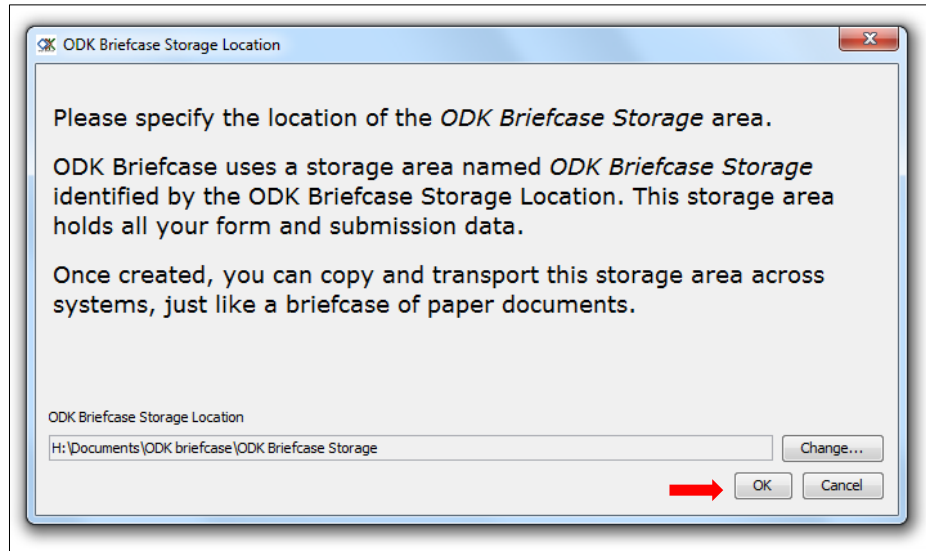 ODK Briefcase Storage Location
Please specify the location of the ODK Briefcase Storage area.
ODK Briefcase uses a storage area named ODK Briefcase Storage
identified by the ODK Briefcase Storage Location. This storage area
holds all your form and submission data.
Once created, you can copy and transport this storage area across
systems, just like a briefcase of paper documents.
ODK Briefcase Storage Location
H:\Documents\ODK briefcase\ODK Briefcase Storage
Change...
OK
Cancel